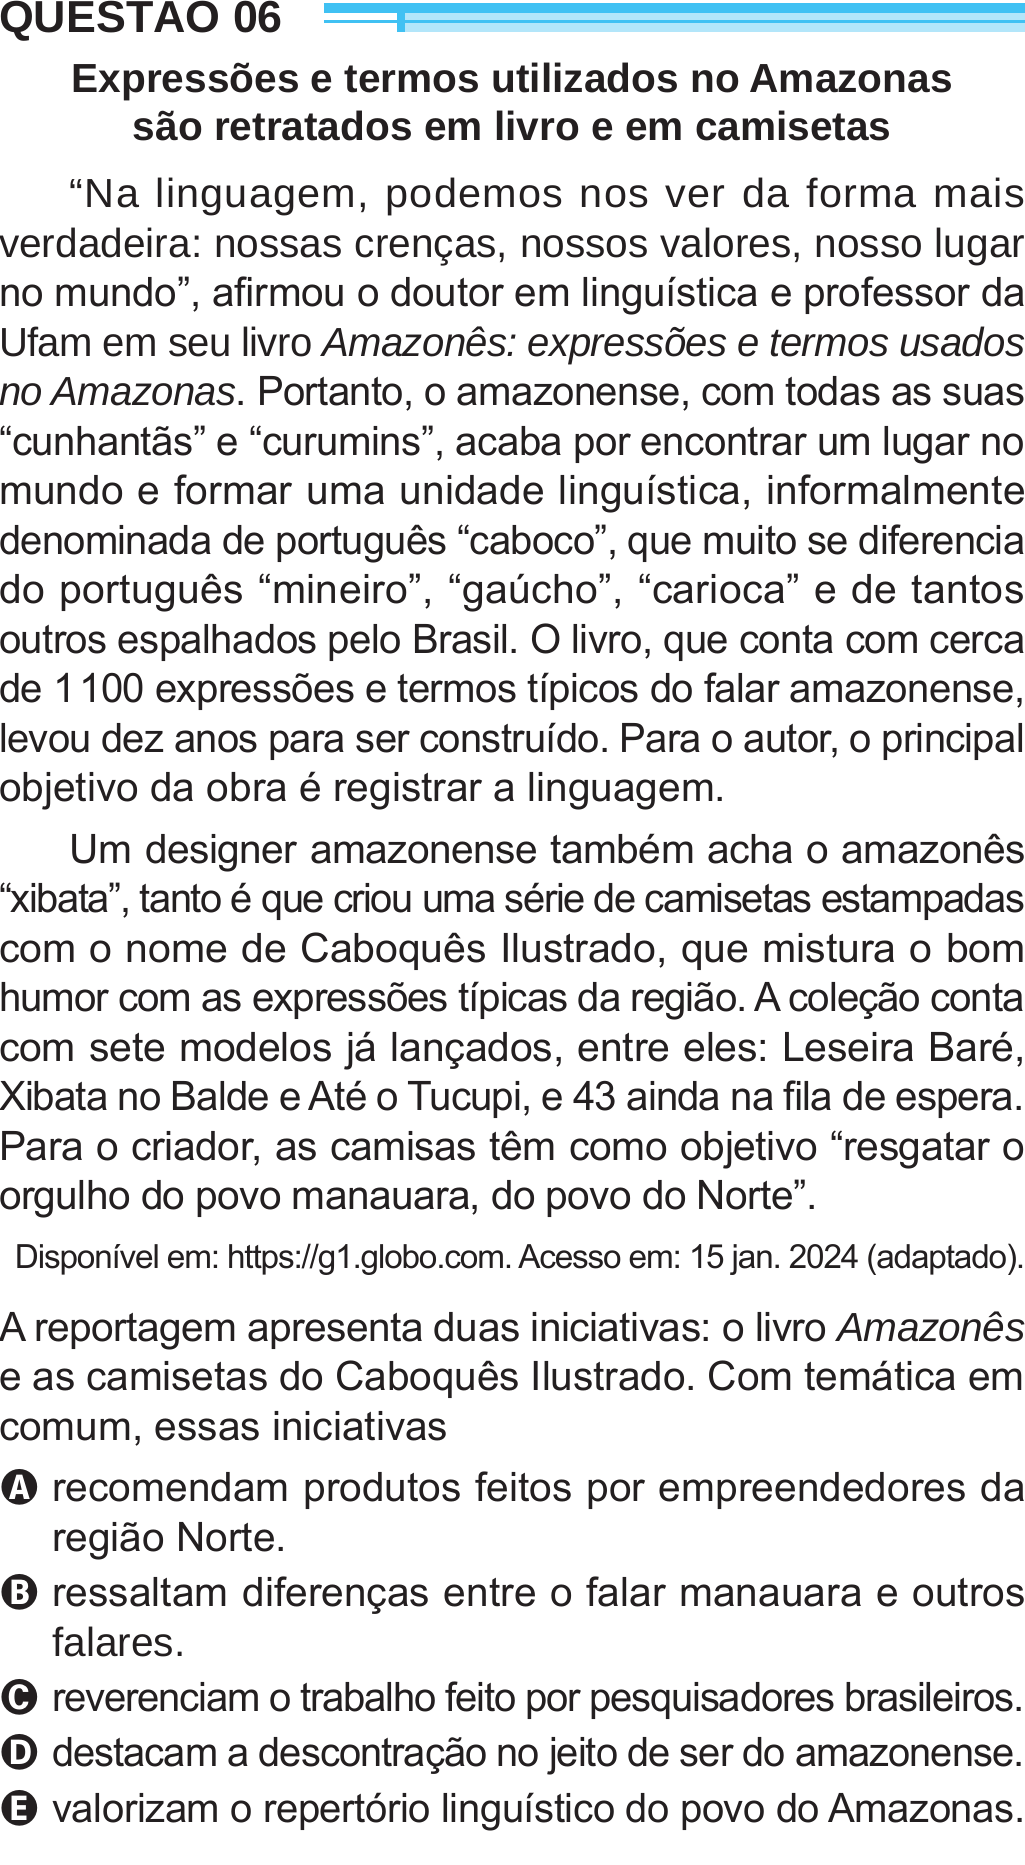 QUESTÃO 06
Expressões e termos utilizados no Amazonas
são retratados em livro e em camisetas
“Na linguagem, podemos nos ver da forma mais
verdadeira: nossas crenças, nossos valores, nosso lugar
no mundo”, afirmou o doutor em linguística e professor da
Ufam em seu livro Amazonês: expressões e termos usados
no Amazonas. Portanto, o amazonense, com todas as suas
“cunhantãs” e “curumins”, acaba por encontrar um lugar no
mundo e formar uma unidade linguística, informalmente
denominada de português “caboco”, que muito se diferencia
do português “mineiro”, “gaúcho”, “carioca” e de tantos
outros espalhados pelo Brasil. O livro, que conta com cerca
de 1 100 expressões e termos típicos do falar amazonense,
levou dez anos para ser construído. Para o autor, o principal
objetivo da obra é registrar a linguagem.
Um designer amazonense também acha o amazonês
“xibata”, tanto é que criou uma série de camisetas estampadas
com o nome de Caboquês Ilustrado, que mistura o bom
humor com as expressões típicas da região. A coleção conta
com sete modelos já lançados, entre eles: Leseira Baré,
Xibata no Balde e Até o Tucupi, e 43 ainda na fila de espera.
Para o criador, as camisas têm como objetivo “resgatar o
orgulho do povo manauara, do povo do Norte”.
Disponível em: https://g1.globo.com. Acesso em: 15 jan. 2024 (adaptado).
A reportagem apresenta duas iniciativas: o livro Amazonês
e as camisetas do Caboquês Ilustrado. Com temática em
comum, essas iniciativas
A recomendam produtos feitos por empreendedores da
região Norte.
B ressaltam diferenças entre o falar manauara e outros
falares.
C reverenciam o trabalho feito por pesquisadores brasileiros.
D destacam a descontração no jeito de ser do amazonense.
E valorizam o repertório linguístico do povo do Amazonas.